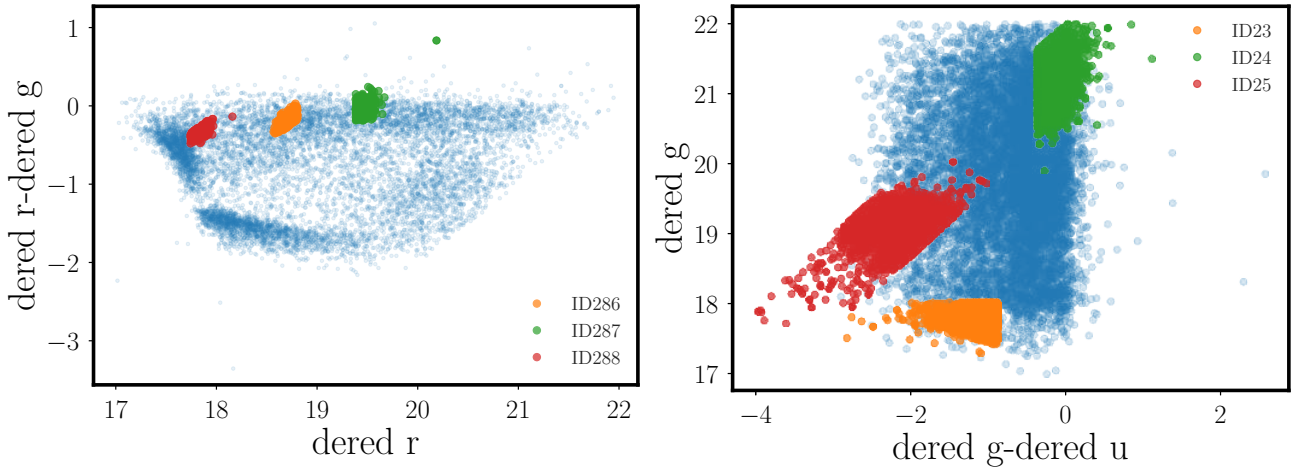 1
0
−1
−2
−3
dered r-dered g
17
18
19
20
21
22
dered r
ID286
ID287
ID288
22
21
20
19
18
17
dered g
−4
−2
0
2
dered g-dered u
ID23
ID24
ID25